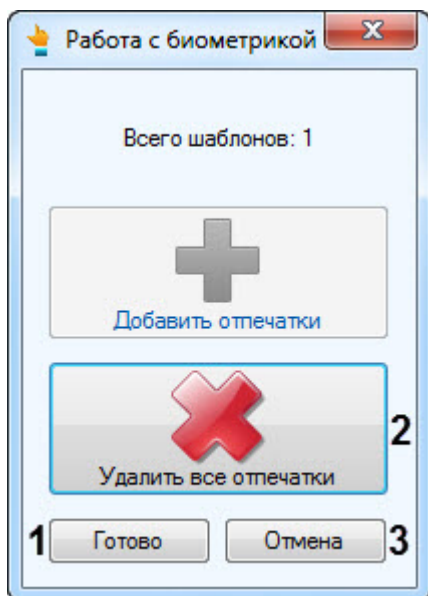 Работа с биометрикой
Всего шаблонов: 1
Добавить отпечатки
2
Удалить все отпечатки
1 Готово Отмена 3